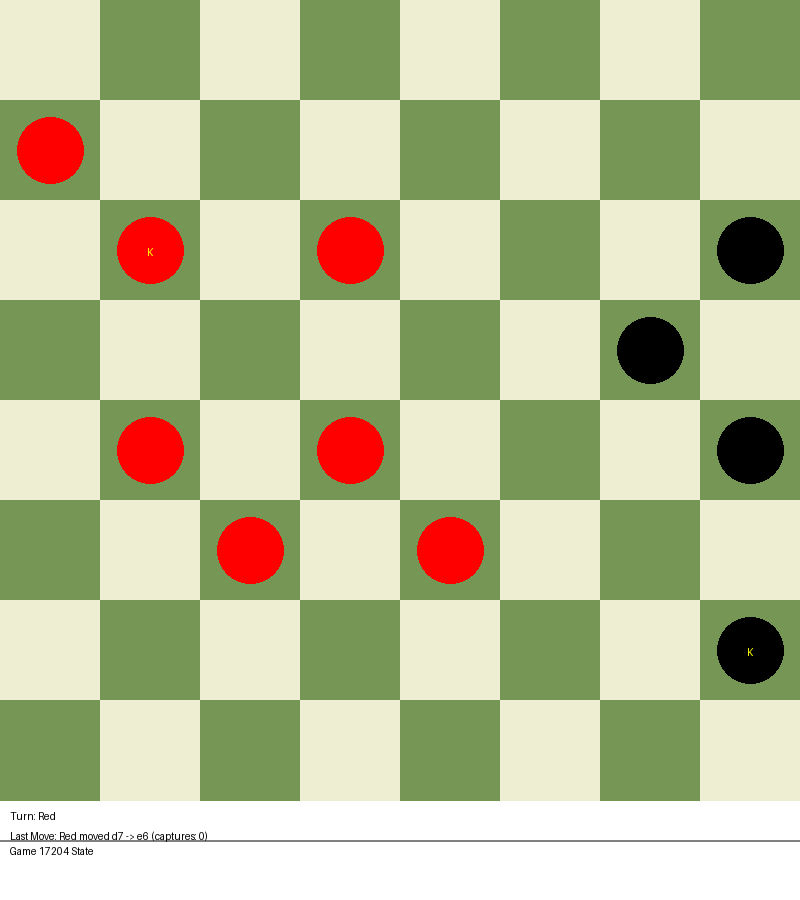 K
K
Turn: Red
Last Move: Red moved d7 -> e6 (captures: 0)
Game 17204 State